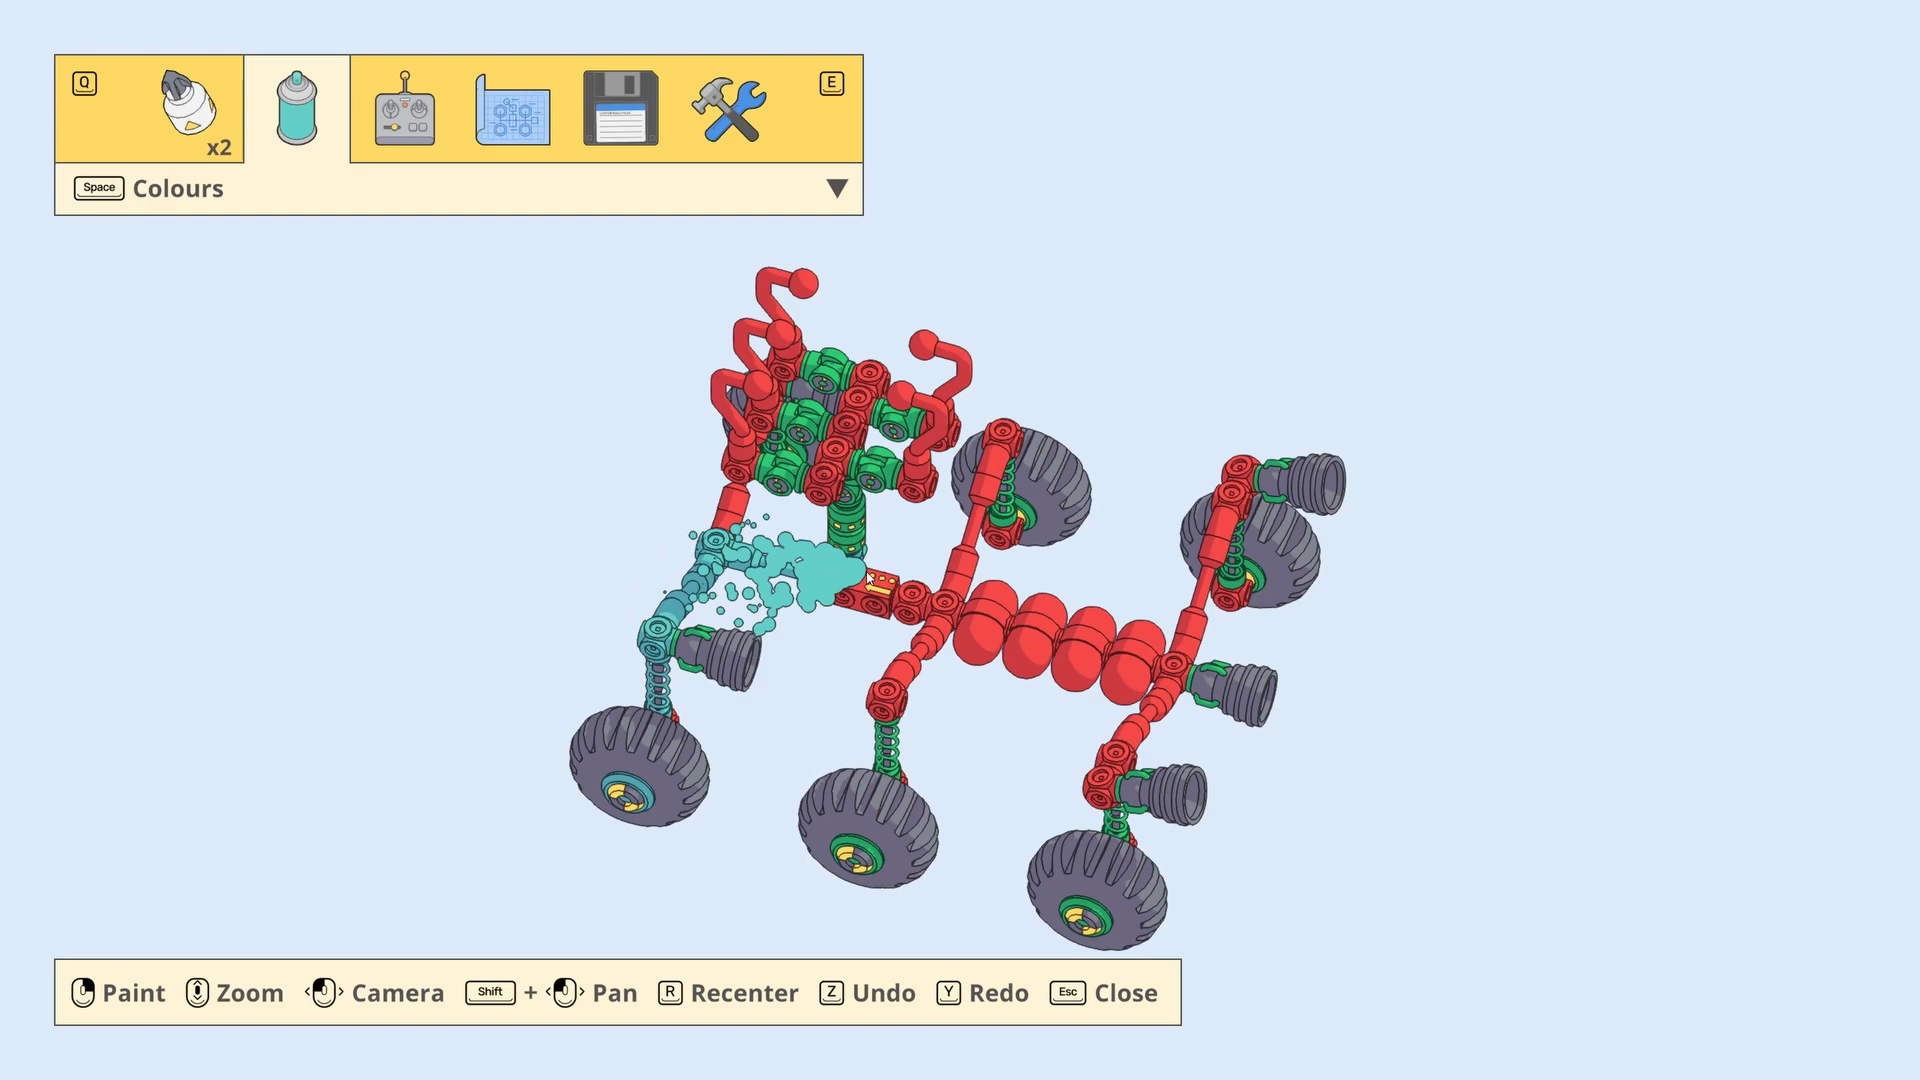 Q
x2
E
Space Colours
Paint Zoom Camera Shift + Pan R Recenter Z Undo Y Redo Esc Close